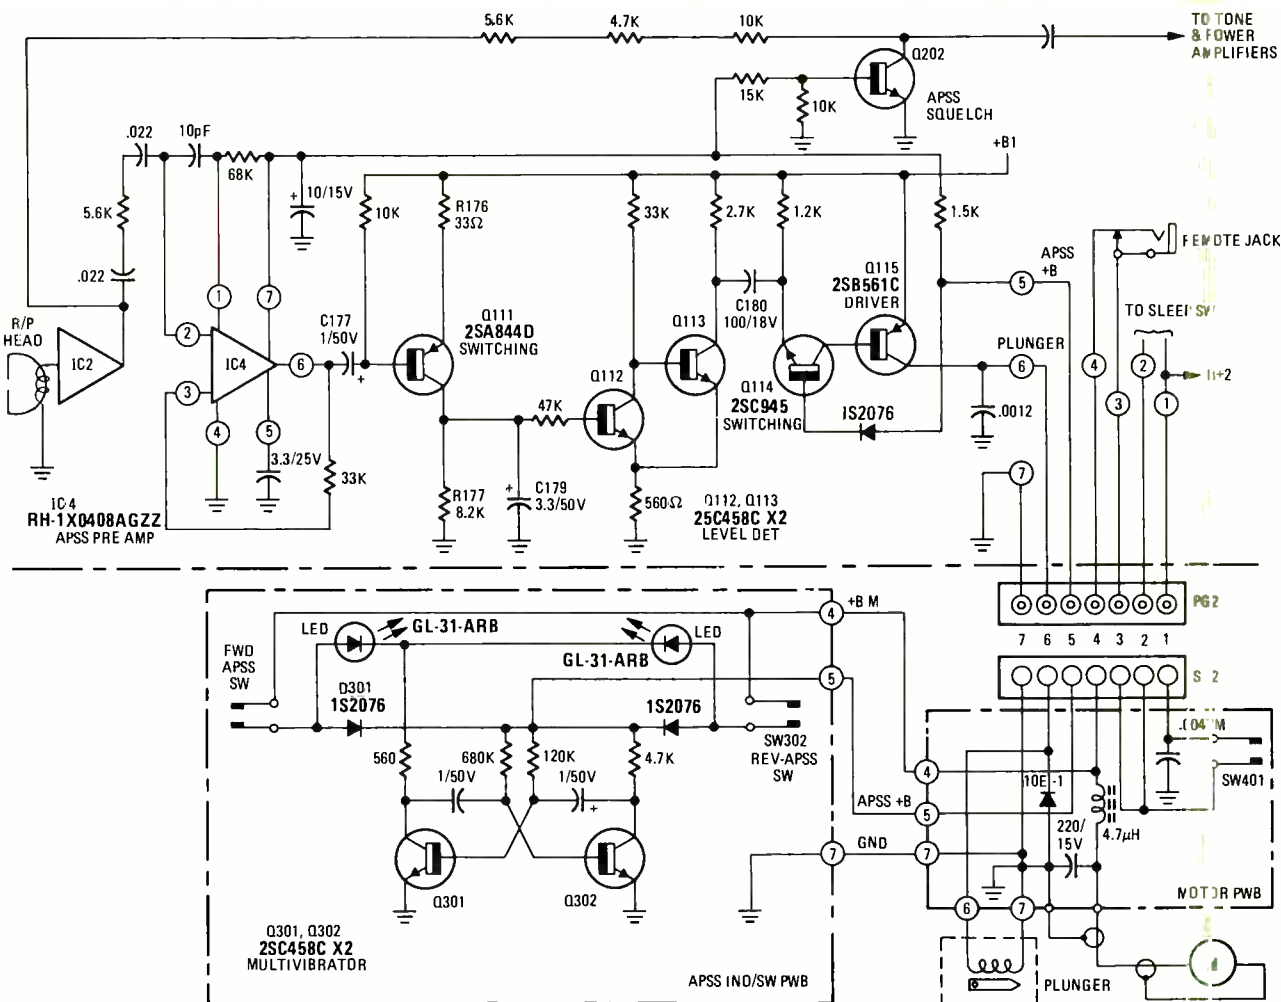 5.6K
4.7K
10K
TO TONE
& POWER
AMPLIFIERS
Q202
15K
10K
APSS
SQUELCH
.022
10pF
68K
+B1
10/15V
5.6K
10K
R176
33Ω
33K
2.7K
1.2K
1.5K
REMOTE JACK
.022
APSS
+B
5
1
7
C177
1/50V
Q111
2SA844D
SWITCHING
C180
100/18V
Q115
2SB561C
DRIVER
TO SLEEP SW
R/P
HEAD
2
IC2
IC4
6
Q113
PLUNGER
6
4
2
3
Q112
Q114
2SC945
SWITCHING
1S2076
.0012
3
1
4
5
47K
3.3/25V
33K
R177
8.2K
C179
3.3/50V
560Ω
Q112, Q113
25C458C X2
LEVEL DET
7
IC4
RH-1X0408AGZZ
APSS PRE AMP
PG2
7 6 5 4 3 2 1
4
+B M
LED
GL-31-ARB
LED
GL-31-ARB
FWD
APSS
SW
5
D301
1S2076
1S2076
SW302
REV-APSS
SW
560
680K
120K
4.7K
1/50V
1/50V
4
10E-1
SW401
APSS +B
5
220/
15V
4.7µH
7
GND
7
MOTOR PWB
Q301
Q302
6
7
Q301, Q302
2SC458C X2
MULTIVIBRATOR
APSS IND/SW PWB
PLUNGER